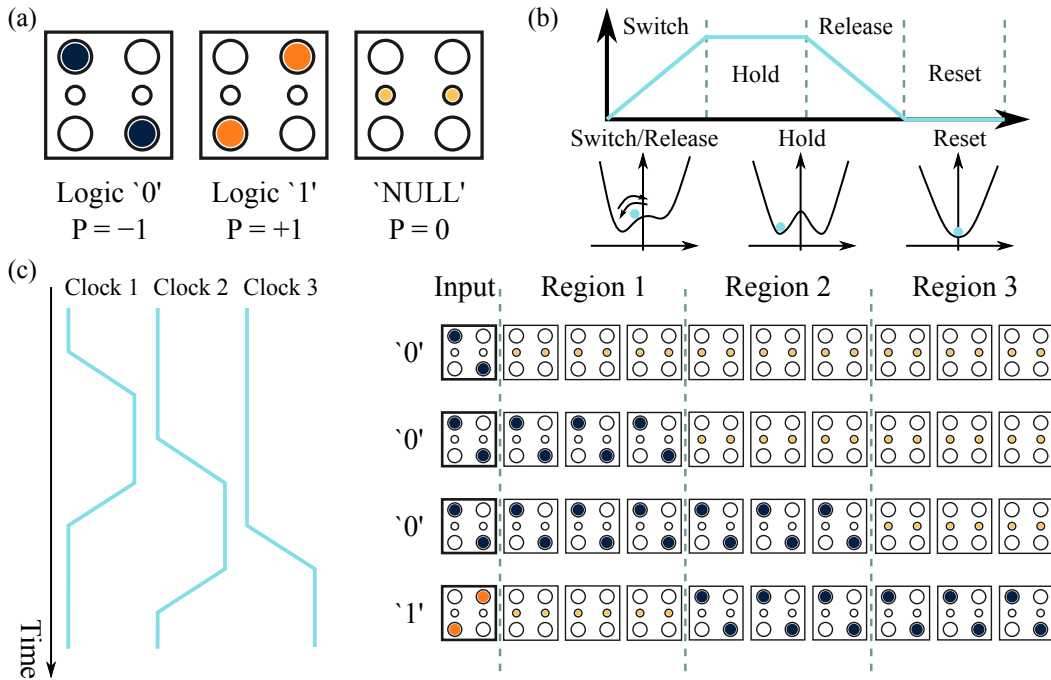 (a)
Logic `0'
P = −1
Logic `1'
P = +1
`NULL'
P = 0
(b)
Switch
Hold
Release
Reset
Switch/Release
Hold
Reset
(c)
Time
Clock 1
Clock 2
Clock 3
Input
Region 1
Region 2
Region 3
`0'
`0'
`0'
`1'